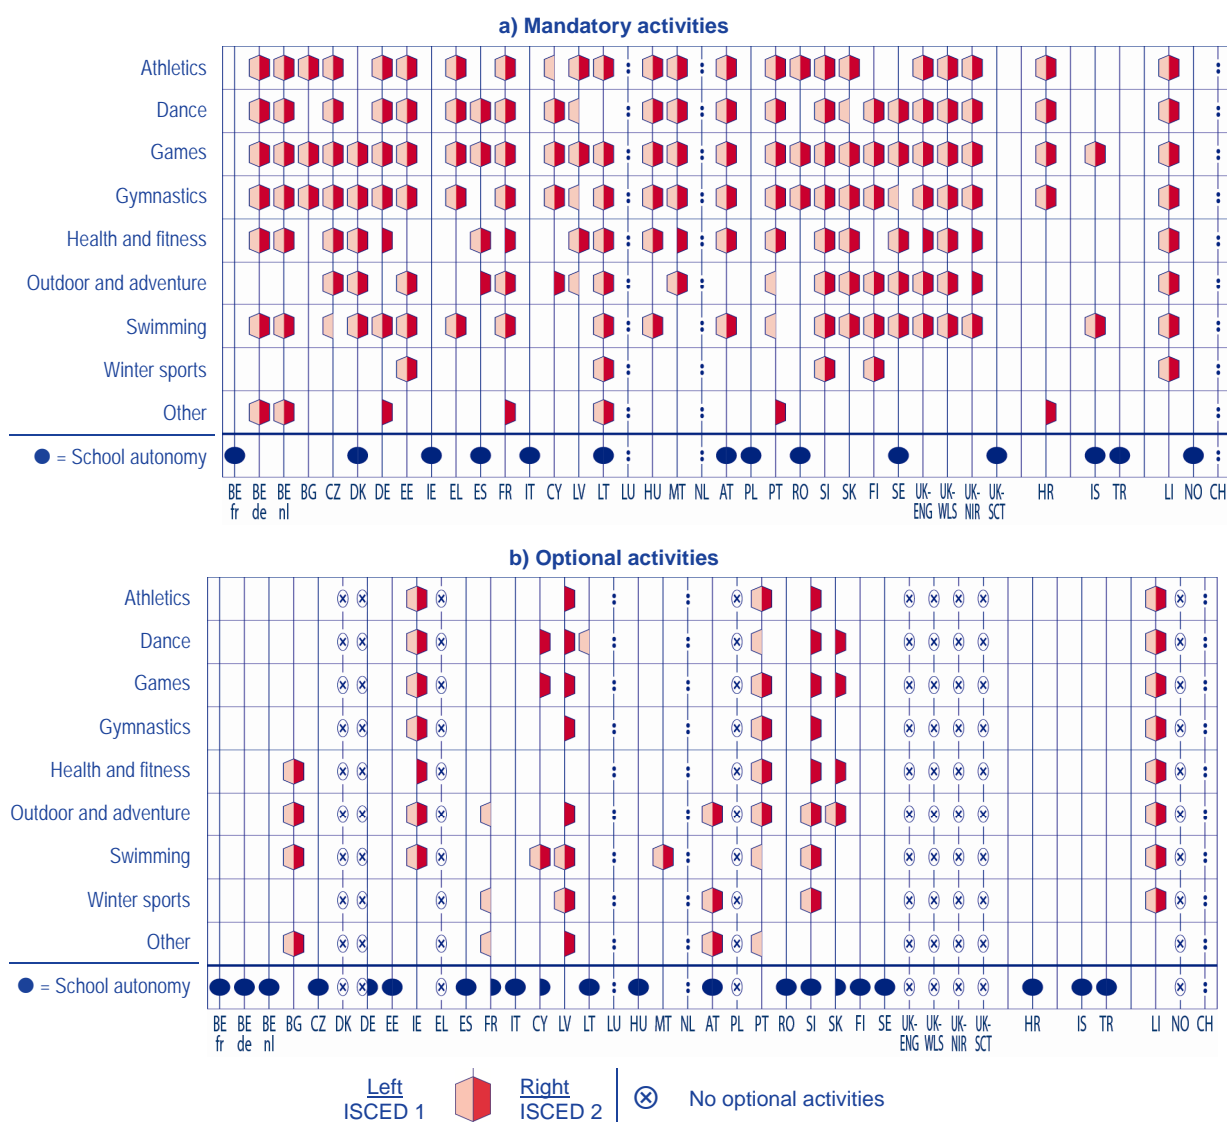 a) Mandatory activities
Athletics
Dance
Games
Gymnastics
Health and fitness
Outdoor and adventure
Swimming
Winter sports
Other
= School autonomy
BE fr BE de BE nl BG CZ DK DE EE IE EL ES FR IT CY LV LT LU HU MT NL AT PL PT RO SI SK FI SE UK-ENG UK-WLS UK-NIR UK-SCT HR IS TR LI NO CH
b) Optional activities
Athletics
Dance
Games
Gymnastics
Health and fitness
Outdoor and adventure
Swimming
Winter sports
Other
= School autonomy
BE fr BE de BE nl BG CZ DK DE EE IE EL ES FR IT CY LV LT LU HU MT NL AT PL PT RO SI SK FI SE UK-ENG UK-WLS UK-NIR UK-SCT HR IS TR LI NO CH
Left Right
ISCED 1 ISCED 2
No optional activities